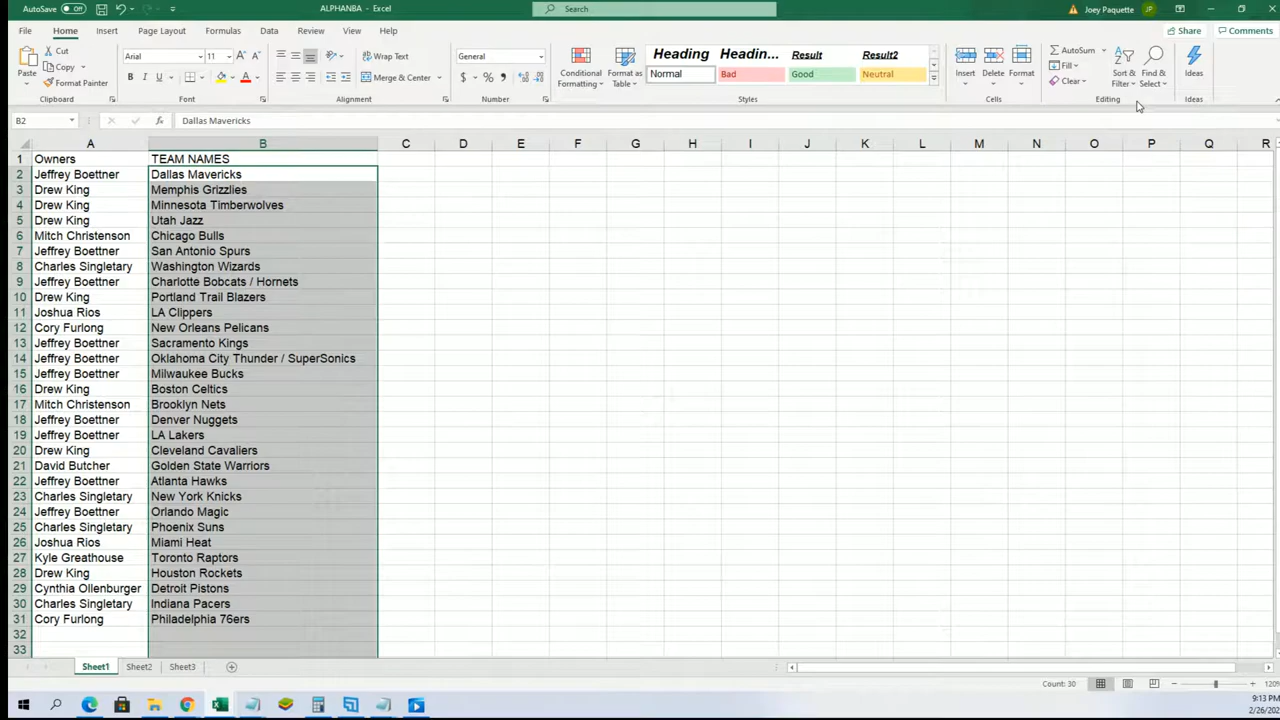 AutoSave Off ALPHANBA - Excel Search Joey Paquette JP
File Home Insert Page Layout Formulas Data Review View Help Share Comments
Paste Cut Copy Format Painter Clipboard
Arial 11 A A B I U A Font
Wrap Text Merge & Center Alignment
General $ % 9 Number
Conditional Formatting Format as Table
Heading Headin... Result Result2
Normal Bad Good Neutral
Styles
Insert Delete Format Cells
AutoSum Fill Clear Sort & Filter Find & Select Editing
Ideas Ideas
B2 fx Dallas Mavericks
A B C D E F G H I J K L M N O P Q R
1 Owners TEAM NAMES
2 Jeffrey Boettner Dallas Mavericks
3 Drew King Memphis Grizzlies
4 Drew King Minnesota Timberwolves
5 Drew King Utah Jazz
6 Mitch Christenson Chicago Bulls
7 Jeffrey Boettner San Antonio Spurs
8 Charles Singletary Washington Wizards
9 Jeffrey Boettner Charlotte Bobcats / Hornets
10 Drew King Portland Trail Blazers
11 Joshua Rios LA Clippers
12 Cory Furlong New Orleans Pelicans
13 Jeffrey Boettner Sacramento Kings
14 Jeffrey Boettner Oklahoma City Thunder / SuperSonics
15 Jeffrey Boettner Milwaukee Bucks
16 Drew King Boston Celtics
17 Mitch Christenson Brooklyn Nets
18 Jeffrey Boettner Denver Nuggets
19 Jeffrey Boettner LA Lakers
20 Drew King Cleveland Cavaliers
21 David Butcher Golden State Warriors
22 Jeffrey Boettner Atlanta Hawks
23 Charles Singletary New York Knicks
24 Jeffrey Boettner Orlando Magic
25 Charles Singletary Phoenix Suns
26 Joshua Rios Miami Heat
27 Kyle Greathouse Toronto Raptors
28 Drew King Houston Rockets
29 Cynthia Ollenburger Detroit Pistons
30 Charles Singletary Indiana Pacers
31 Cory Furlong Philadelphia 76ers
32
33
Sheet1 Sheet2 Sheet3
Count: 30 120%
9:13 PM
2/26/202